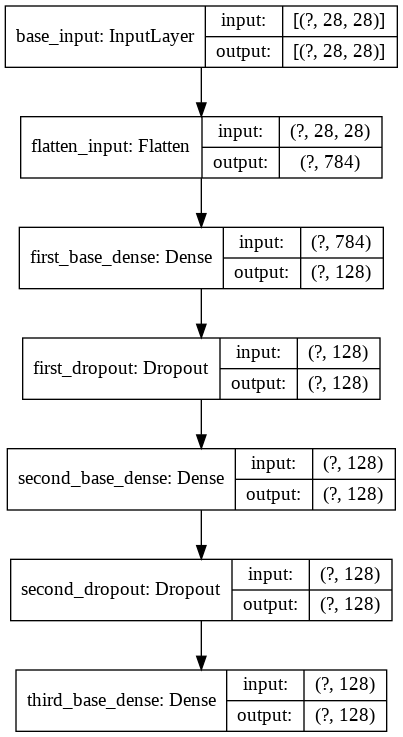 base_input: InputLayer
input: [(?, 28, 28)]
output: [(?, 28, 28)]
flatten_input: Flatten
input: (?, 28, 28)
output: (?, 784)
first_base_dense: Dense
input: (?, 784)
output: (?, 128)
first_dropout: Dropout
input: (?, 128)
output: (?, 128)
second_base_dense: Dense
input: (?, 128)
output: (?, 128)
second_dropout: Dropout
input: (?, 128)
output: (?, 128)
third_base_dense: Dense
input: (?, 128)
output: (?, 128)